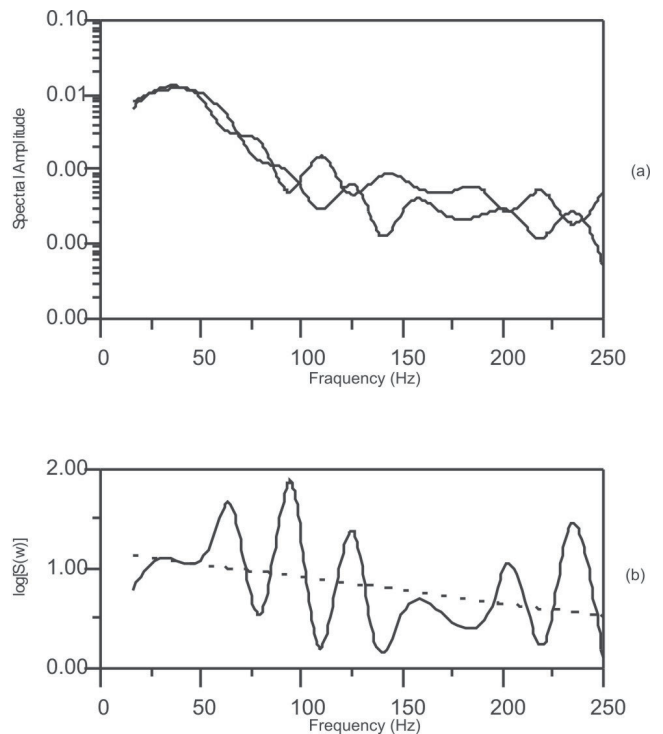 0.10
0.01
0.00
0.00
0.00
Spectral Amplitude
(a)
0 50 100 150 200 250
Fraquency (Hz)
2.00
1.00
0.00
log[S(w)]
(b)
0 50 100 150 200 250
Frequency (Hz)